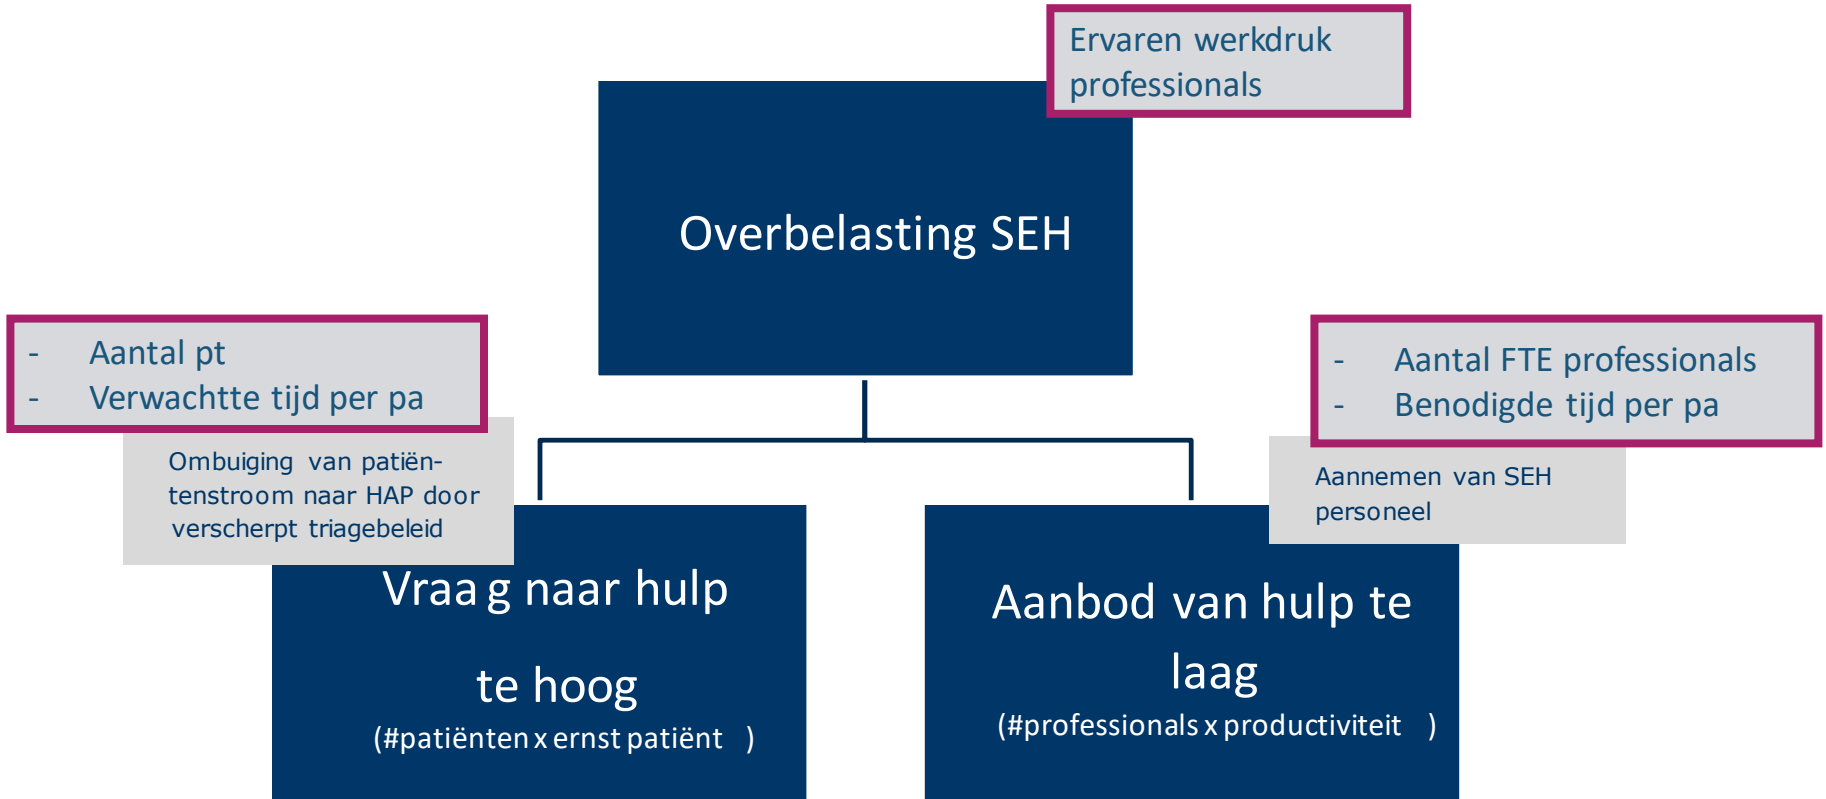 Ervaren werkdruk
professionals
Overbelasting SEH
- Aantal pt
- Verwachtte tijd per pa
Ombuiging van patiën-
tenstroom naar HAP door
verscherpt triagebeleid
Vraag naar hulp
te hoog
(#patiënten x ernst patiënt )
- Aantal FTE professionals
- Benodigde tijd per pa
Aannemen van SEH
personeel
Aanbod van hulp te
laag
(#professionals x productiviteit )